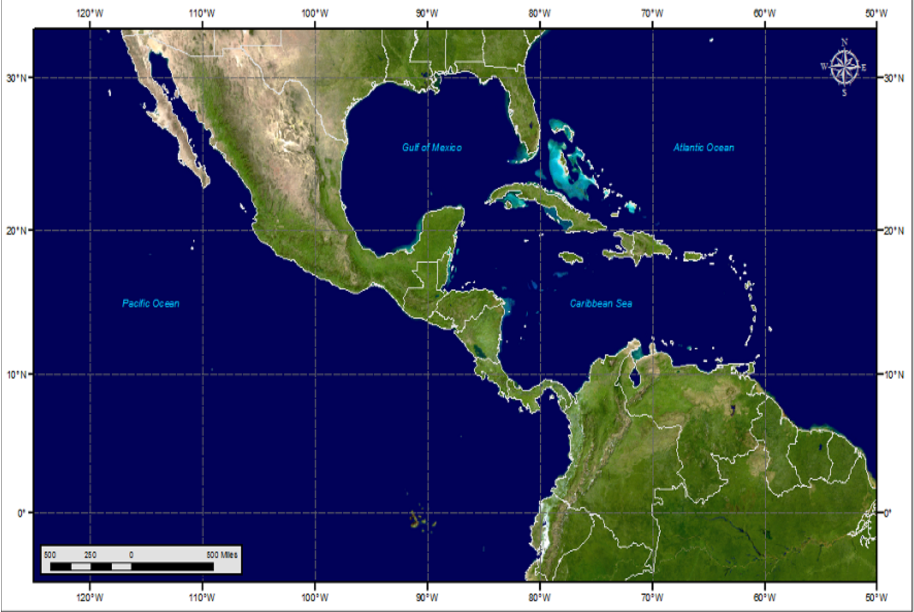 120°W 110°W 100°W 90°W 80°W 70°W 60°W 50°W
N
W E
S
30°N 30°N
Gulf of Mexico Atlantic Ocean
20°N 20°N
Pacific Ocean Caribbean Sea
10°N 10°N
0° 0°
500 250 0 500 Miles
120°W 110°W 100°W 90°W 80°W 70°W 60°W 50°W